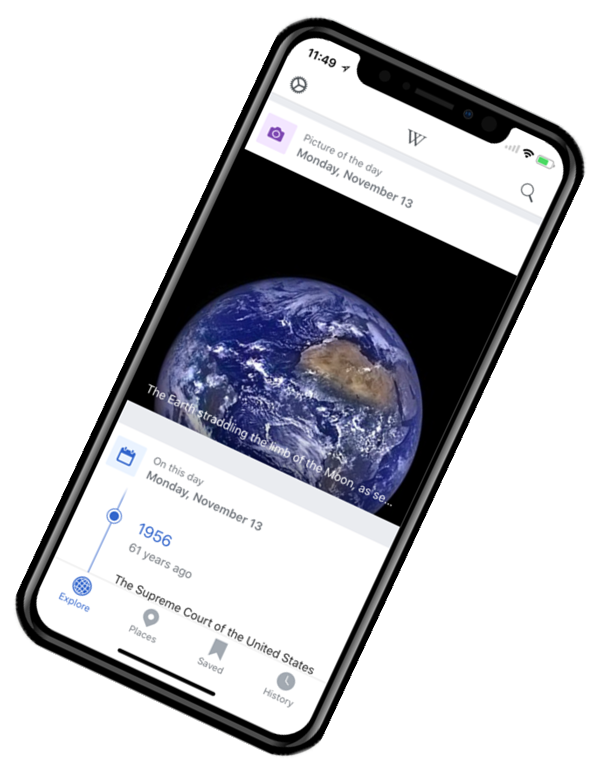 11:49
W
Picture of the day
Monday, November 13
The Earth straddling the limb of the Moon, as se...
On this day
Monday, November 13
1956
61 years ago
The Supreme Court of the United States
Explore
Places
Saved
History